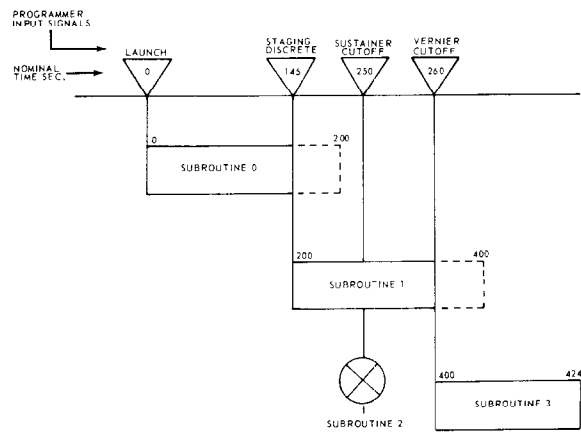 PROGRAMMER
INPUT SIGNALS
LAUNCH
STAGING
DISCRETE
SUSTAINER
CUTOFF
VERNIER
CUTOFF
NOMINAL
TIME SEC.
0
145
250
260
0
200
SUBROUTINE 0
200
400
SUBROUTINE 1
400
424
SUBROUTINE 2
SUBROUTINE 3